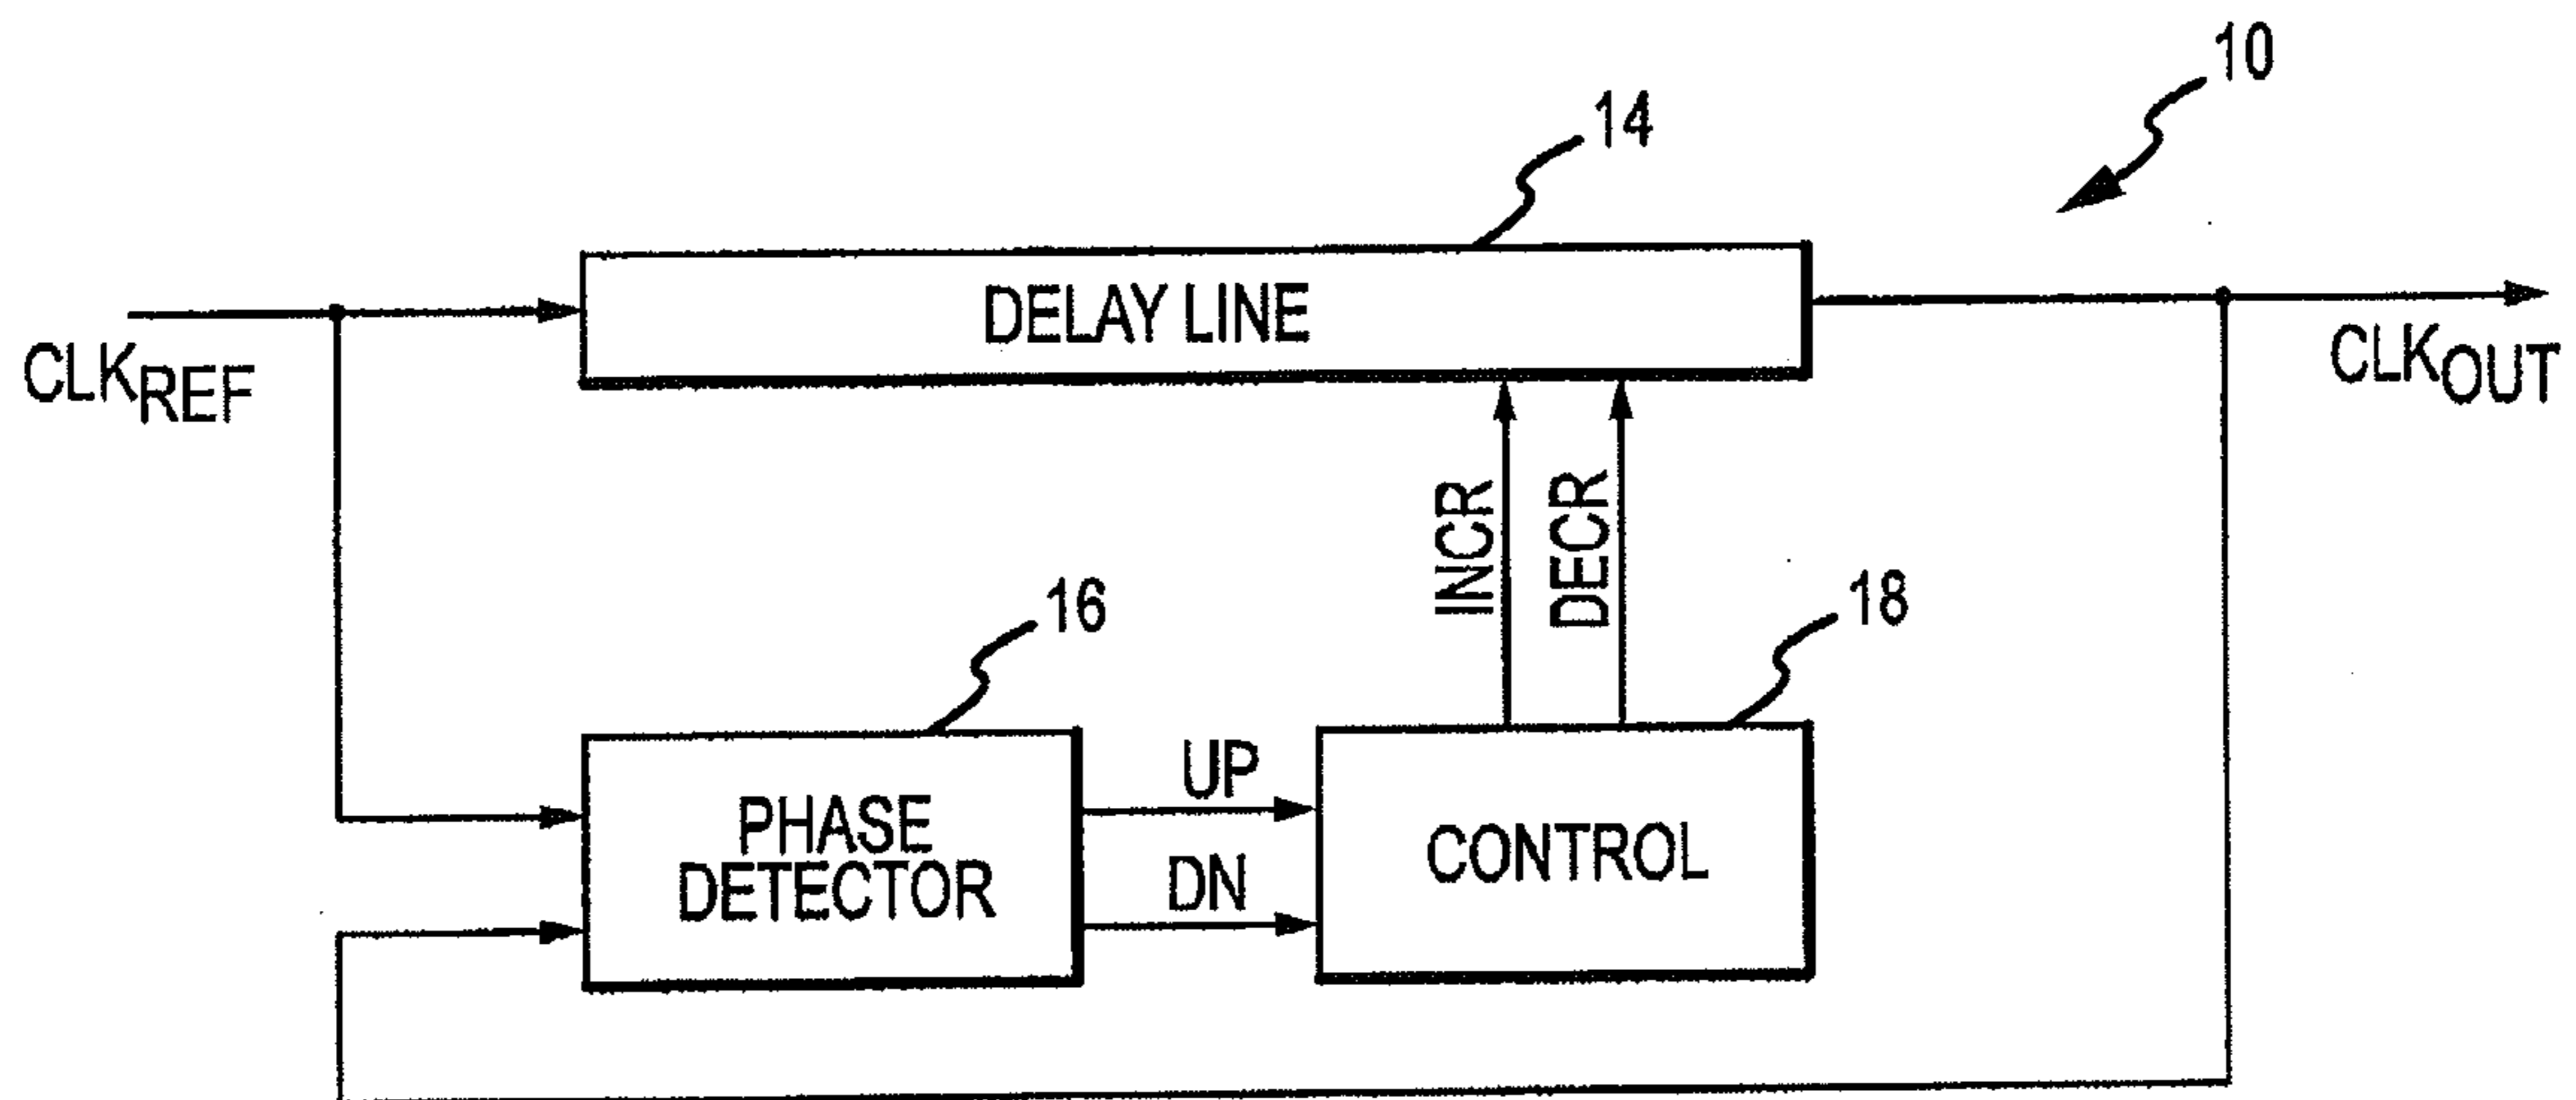 10
14
DELAY LINE
CLKREF
CLKOUT
INCR
DECR
16
18
PHASE
DETECTOR
UP
DN
CONTROL